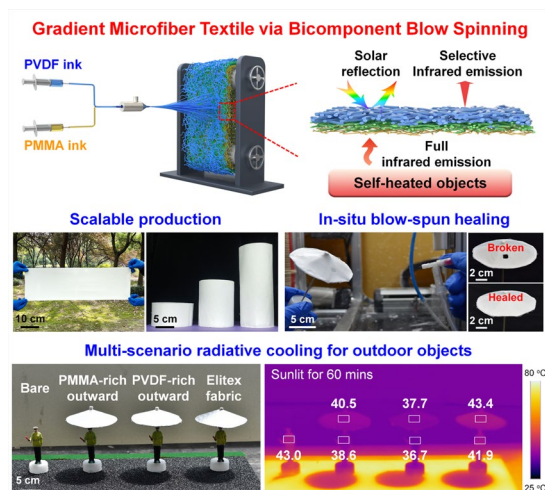 Gradient Microfiber Textile via Bicomponent Blow Spinning
PVDF ink
PMMA ink
Solar
reflection
Selective
Infrared emission
Full
infrared emission
Self-heated objects
Scalable production
In-situ blow-spun healing
10 cm
5 cm
5 cm
Broken
2 cm
Healed
2 cm
Multi-scenario radiative cooling for outdoor objects
Bare
PMMA-rich
outward
PVDF-rich
outward
Elitex
fabric
5 cm
Sunlit for 60 mins
40.5 37.7 43.4
43.0 38.6 36.7 41.9
80 °C
25 °C